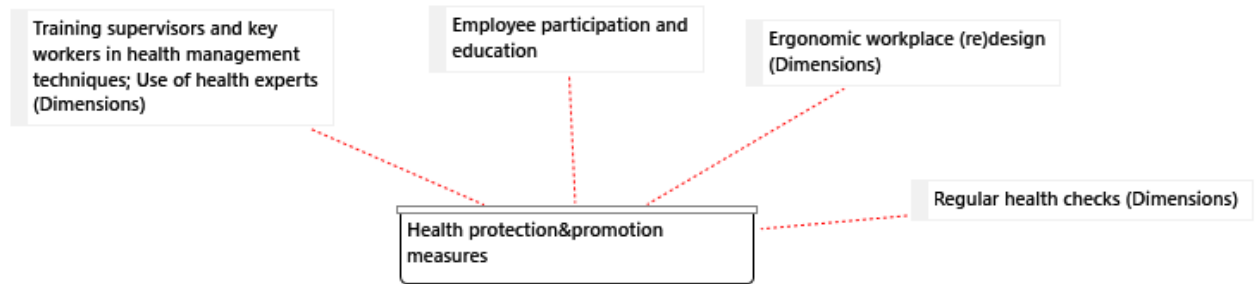 Training supervisors and key
workers in health management
techniques; Use of health experts
(Dimensions)
Employee participation and
education
Ergonomic workplace (re)design
(Dimensions)
Regular health checks (Dimensions)
Health protection&promotion
measures